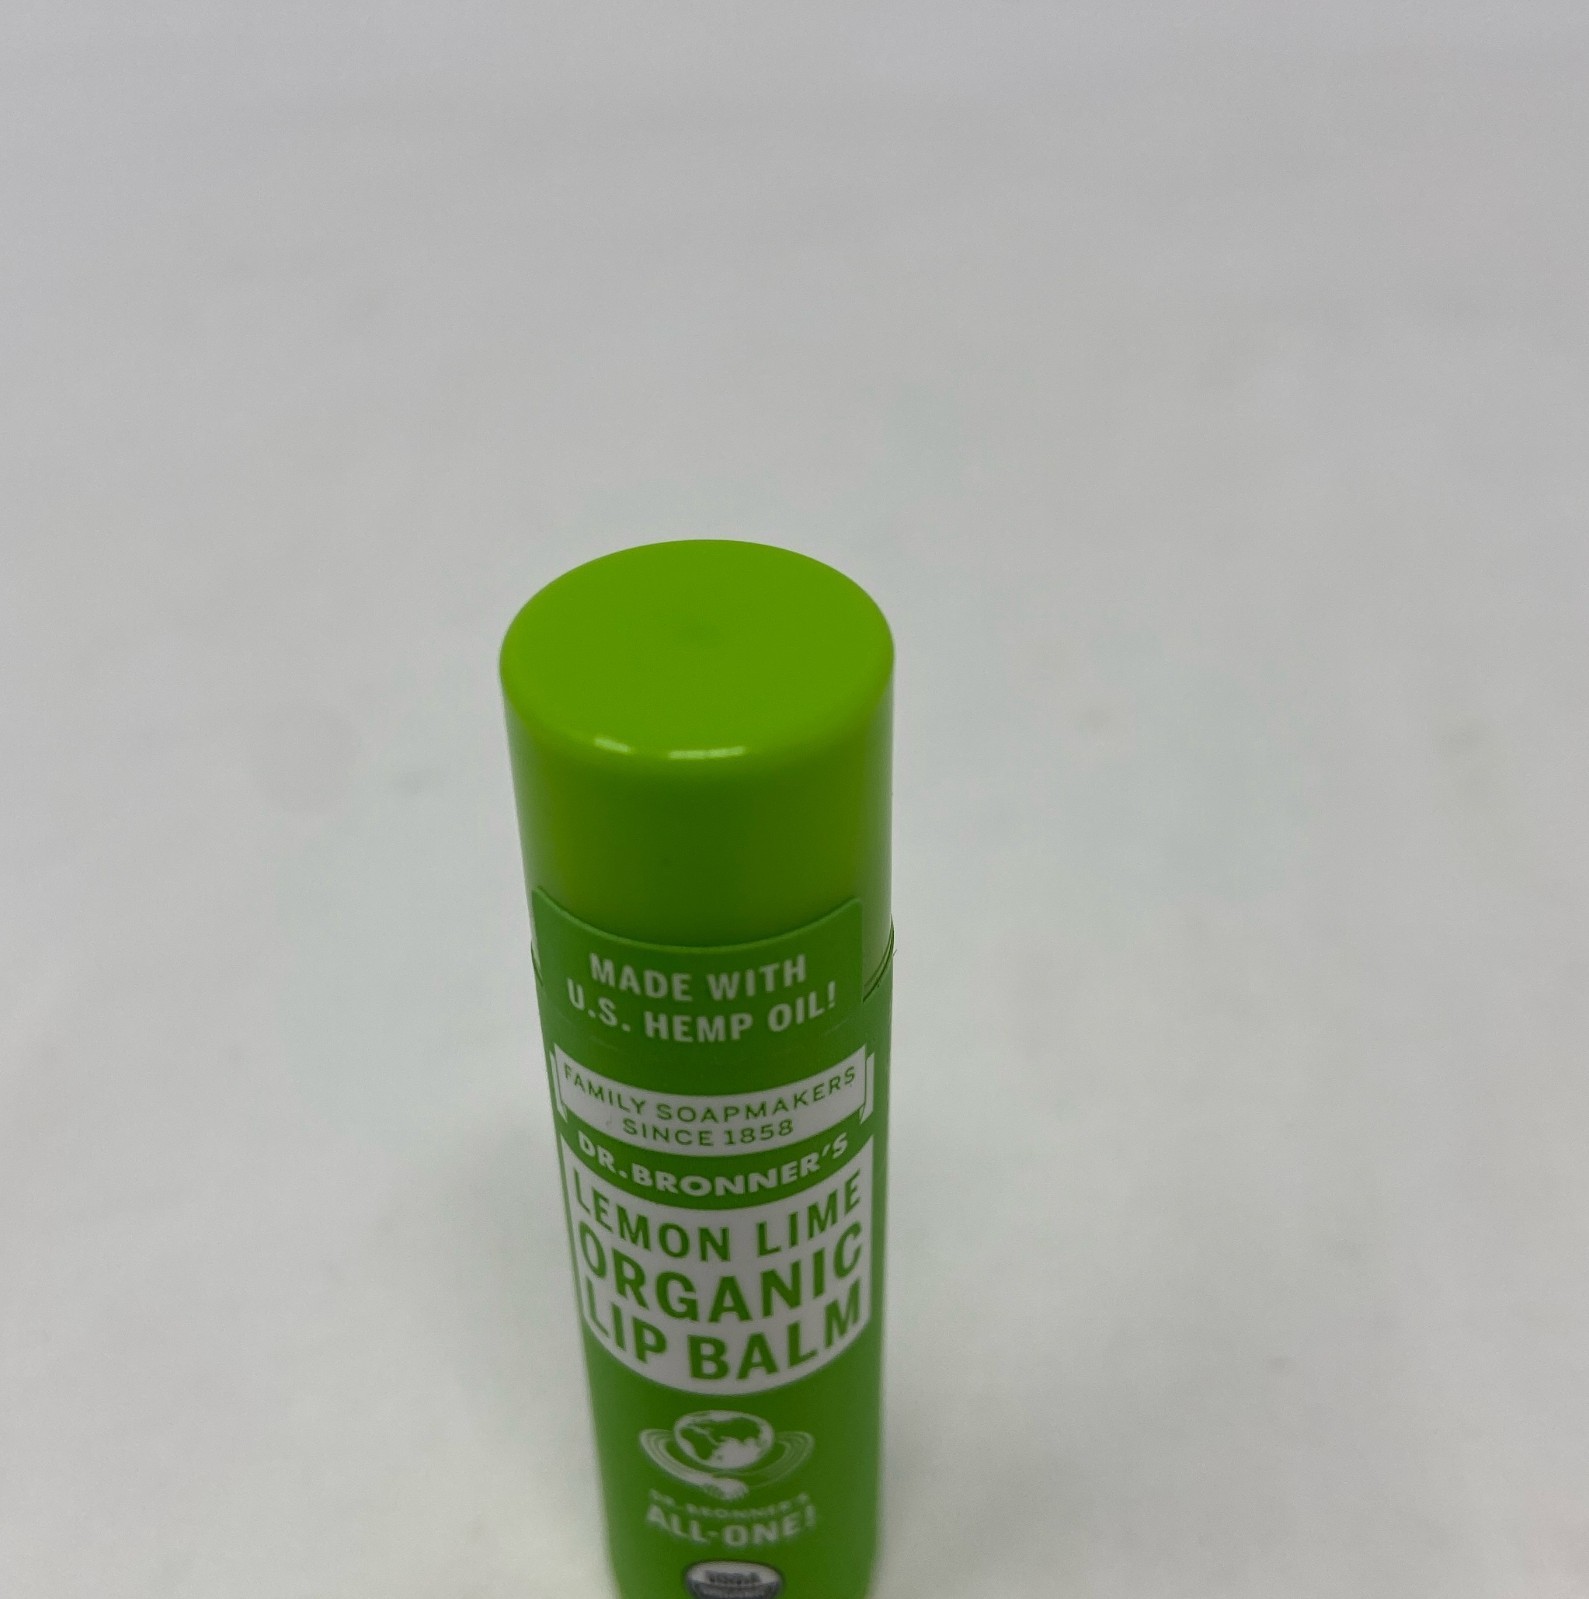 MADE WITH
U.S. HEMP OIL!
FAMILY SOAPMAKERS
SINCE 1858
DR. BRONNER'S
LEMON LIME
ORGANIC
LIP BALM
DR. BRONNER'S
ALL-ONE!